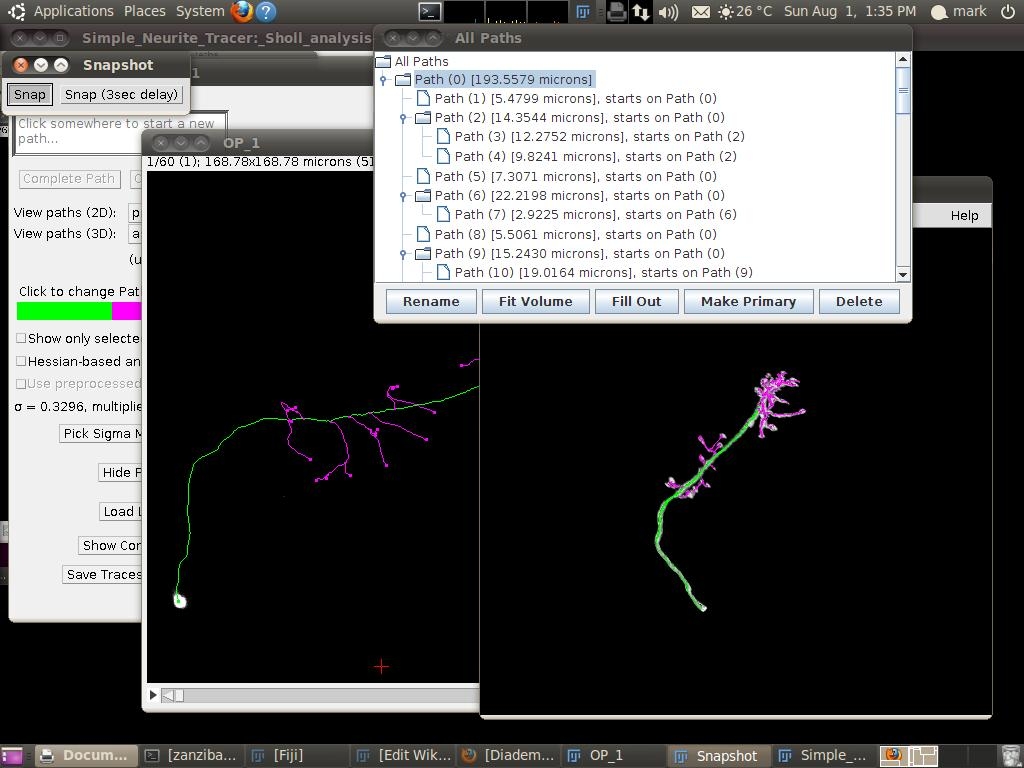 Applications Places System
26 °C Sun Aug 1, 1:35 PM mark
Simple_Neurite_Tracer:_Sholl_analysis
All Paths
Snapshot
1
Snap Snap (3sec delay)
All Paths
Path (0) [193.5579 microns]
Path (1) [5.4799 microns], starts on Path (0)
Path (2) [14.3544 microns], starts on Path (0)
Path (3) [12.2752 microns], starts on Path (2)
Path (4) [9.8241 microns], starts on Path (2)
Path (5) [7.3071 microns], starts on Path (0)
Path (6) [22.2198 microns], starts on Path (0)
Path (7) [2.9225 microns], starts on Path (6)
Path (8) [5.5061 microns], starts on Path (0)
Path (9) [15.2430 microns], starts on Path (0)
Path (10) [19.0164 microns], starts on Path (9)
Rename Fit Volume Fill Out Make Primary Delete
Click somewhere to start a new
path...
OP_1
1/60 (1); 168.78x168.78 microns (51
Complete Path
View paths (2D): p
View paths (3D): a
(u
Click to change Pat
Show only selecte
Hessian-based an
Use preprocessed
σ = 0.3296, multiplie
Pick Sigma M
Hide P
Load L
Show Cor
Save Traces
Help
Docum... [zanziba... [Fiji] [Edit Wik... [Diadem... OP_1 Snapshot Simple_...